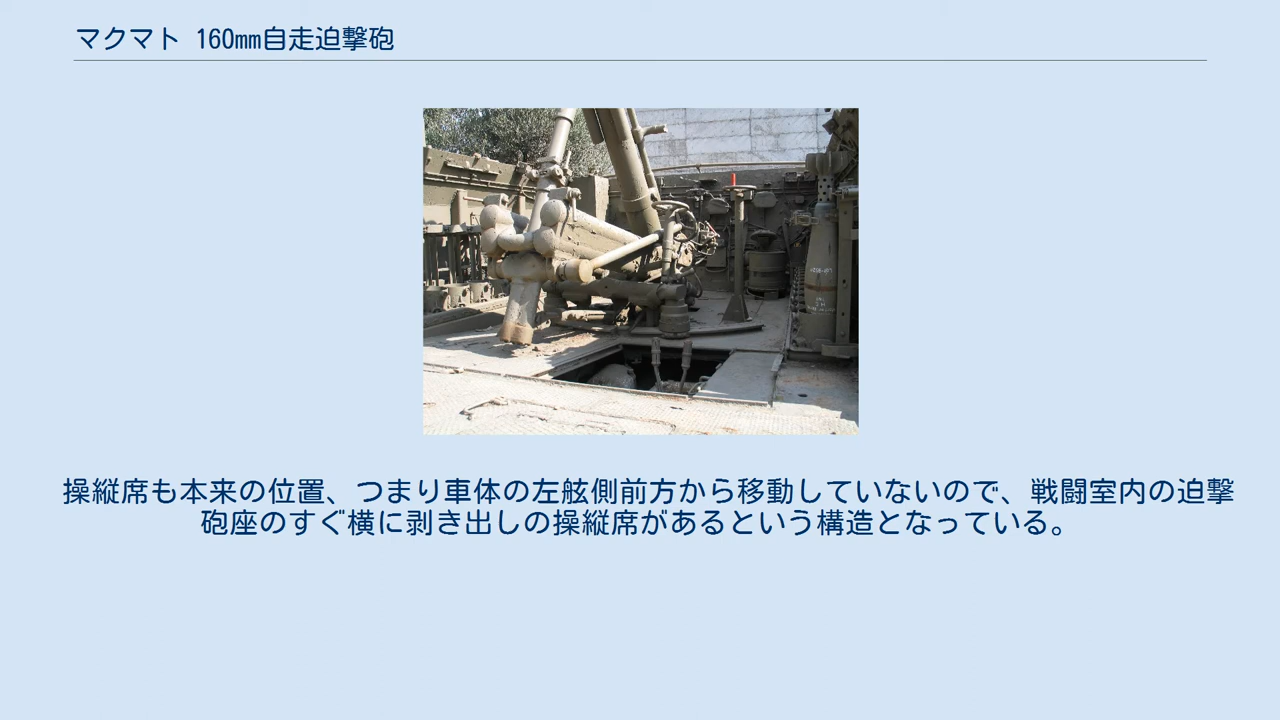 マクマト 160mm自走迫撃砲
操縦席も本来の位置、つまり車体の左舷側前方から移動していないので、戦闘室内の迫撃
砲座のすぐ横に剥き出しの操縦席があるという構造となっている。